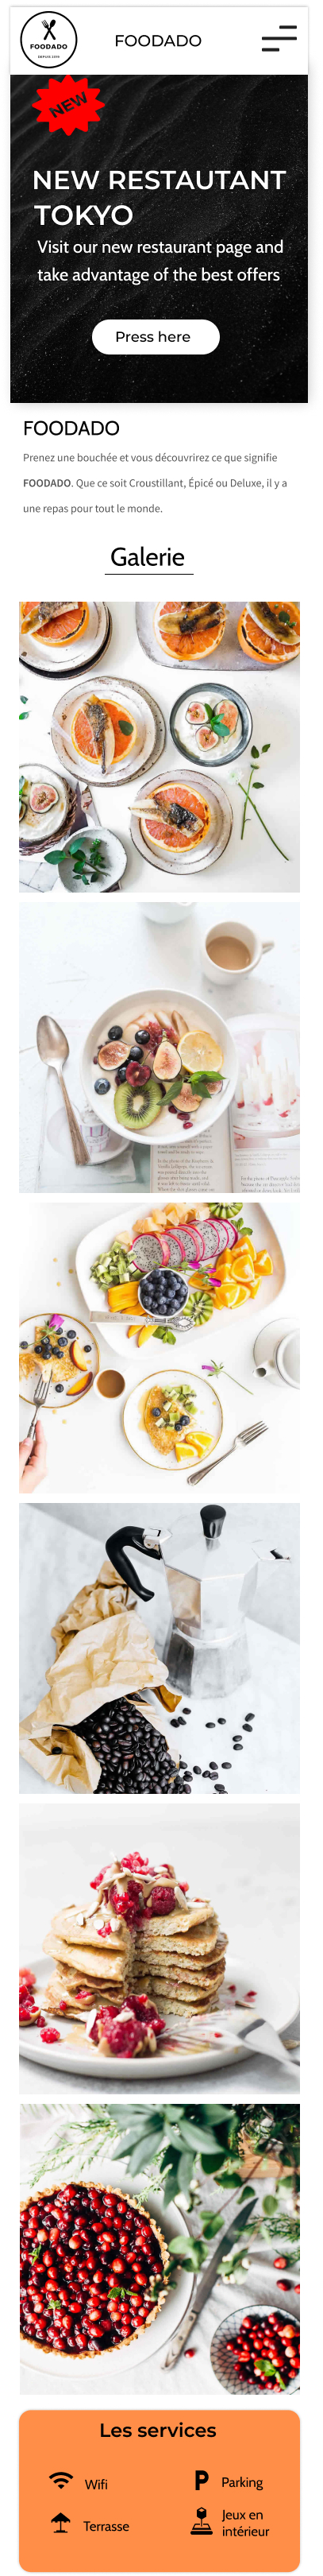 FOODADO
FOODADO
NEW
NEW RESTAUTANT
TOKYO
Visit our new restaurant page and
take advantage of the best offers
Press here
FOODADO
Prenez une bouchée et vous découvrirez ce que signifie
FOODADO. Que ce soit Croustillant, Épicé ou Deluxe, il y a
une repas pour tout le monde.
Galerie
Les services
Wifi
Parking
Terrasse
Jeux en
intérieur